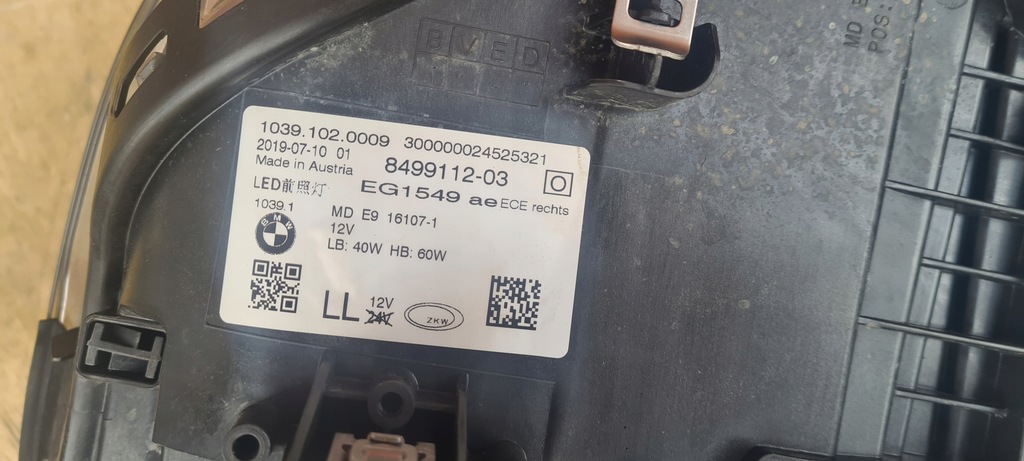 B V E D
MD E
POS:
1039.102.0009 300000024525321
2019-07-10 01
Made in Austria 8499112-03 O
LED前照灯 EG1549 ae ECE rechts
1039.1
BMW
MD E9 16107-1
12V
LB: 40W HB: 60W
LL 12V
24V
ZKW